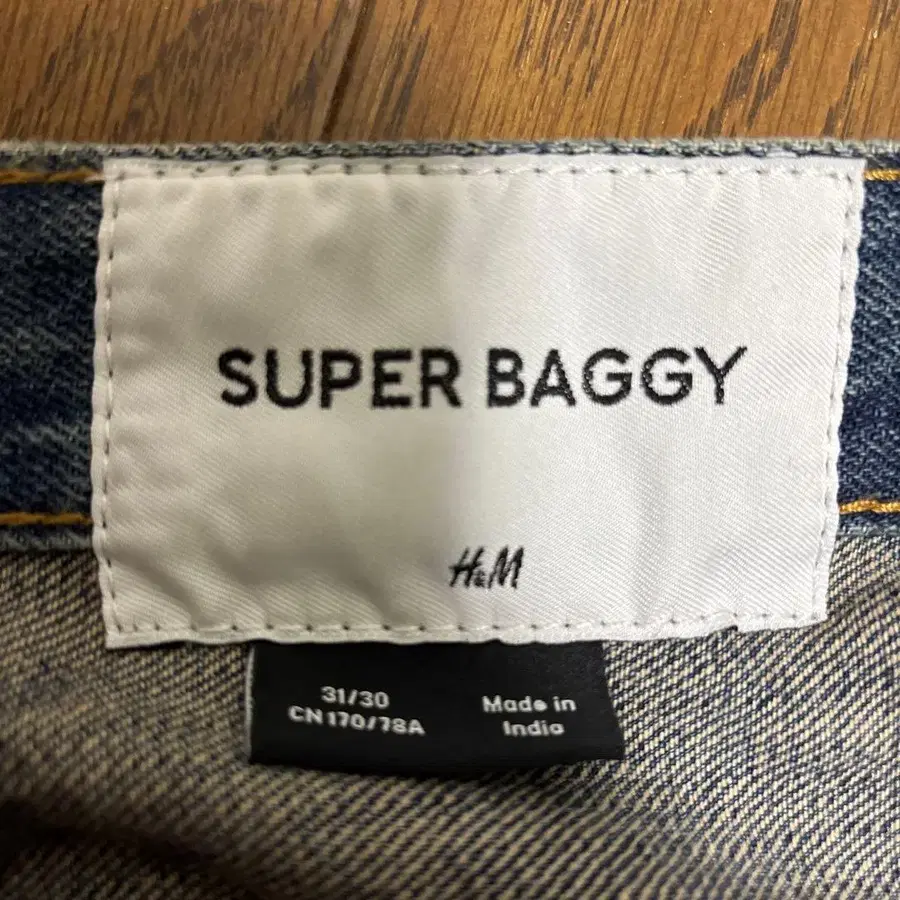 SUPER BAGGY
H&M
31/30
CN 170/78A
Made in
India